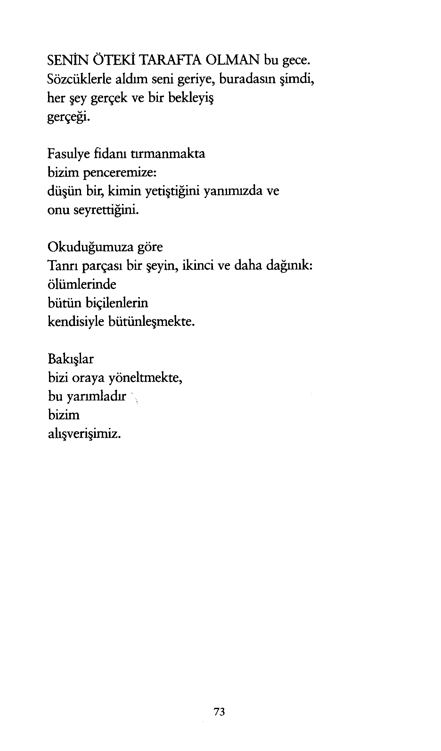 SENİN ÖTEKİ TARAFTA OLMAN bu gece.
Sözcüklerle aldım seni geriye, buradasın şimdi,
her şey gerçek ve bir bekleyiş
gerçeği.
Fasulye fidanı tırmanmakta
bizim penceremize:
düşün bir, kimin yetiştiğini yanımızda ve
onu seyrettiğini.
Okuduğumuza göre
Tanrı parçası bir şeyin, ikinci ve daha dağınık:
ölümlerinde
bütün biçilenlerin
kendisiyle bütünleşmekte.
Bakışlar
bizi oraya yöneltmekte,
bu yarımladır
bizim
alışverişimiz.
73